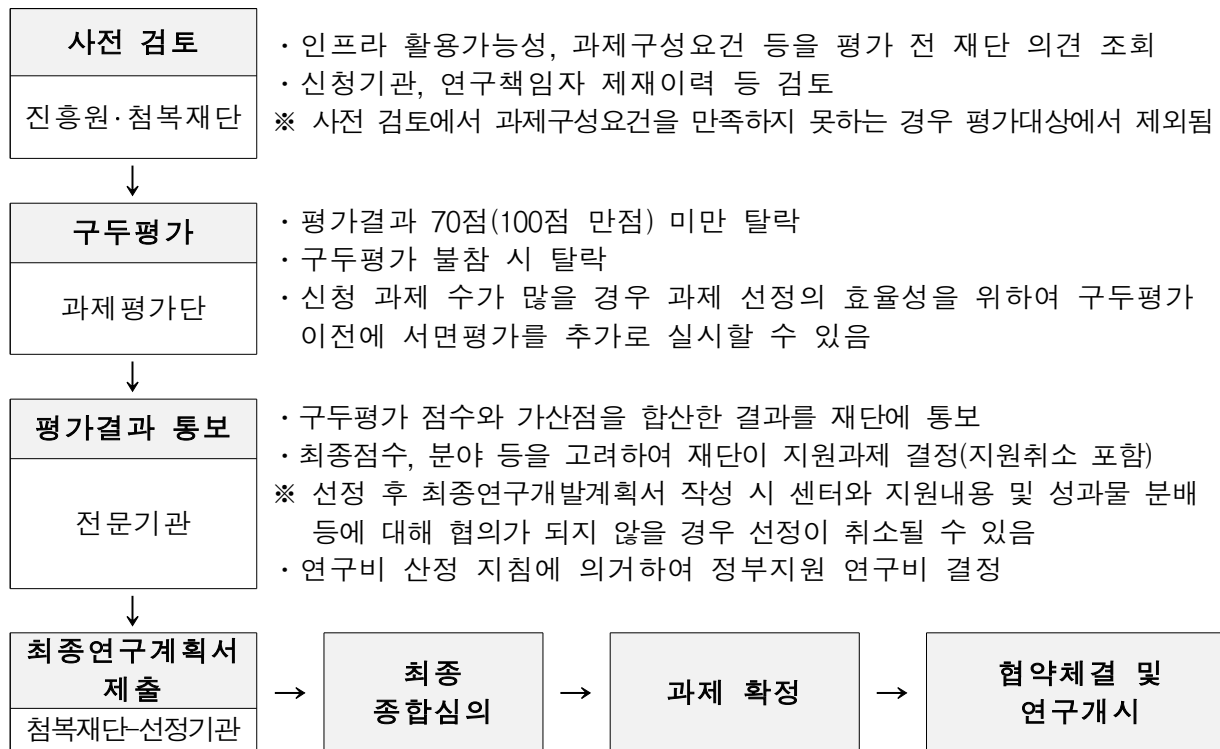 사전 검토
진흥원·첨복재단
· 인프라 활용가능성, 과제구성요건 등을 평가 전 재단 의견 조회
· 신청기관, 연구책임자 제재이력 등 검토
※ 사전 검토에서 과제구성요건을 만족하지 못하는 경우 평가대상에서 제외됨
↓
구두평가
과제평가단
· 평가결과 70점(100점 만점) 미만 탈락
· 구두평가 불참 시 탈락
· 신청 과제 수가 많을 경우 과제 선정의 효율성을 위하여 구두평가
이전에 서면평가를 추가로 실시할 수 있음
↓
평가결과 통보
전문기관
· 구두평가 점수와 가산점을 합산한 결과를 재단에 통보
· 최종점수, 분야 등을 고려하여 재단이 지원과제 결정(지원취소 포함)
※ 선정 후 최종연구개발계획서 작성 시 센터와 지원내용 및 성과물 분배
등에 대해 협의가 되지 않을 경우 선정이 취소될 수 있음
· 연구비 산정 지침에 의거하여 정부지원 연구비 결정
↓
최종연구계획서
제출
첨복재단-선정기관
→
최종
종합심의
→
과제 확정
→
협약체결 및
연구개시